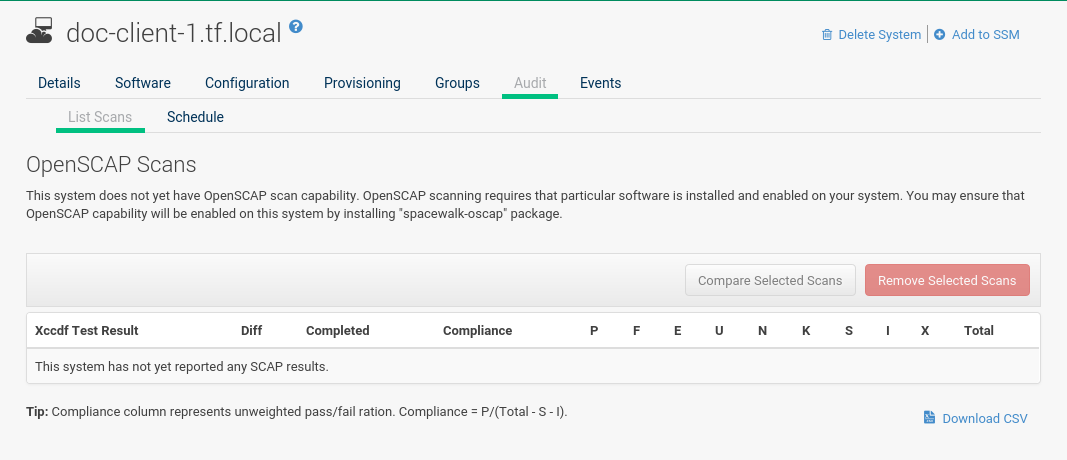 doc-client-1.tf.local ?
Delete System | Add to SSM
Details Software Configuration Provisioning Groups Audit Events
List Scans Schedule
OpenSCAP Scans
This system does not yet have OpenSCAP scan capability. OpenSCAP scanning requires that particular software is installed and enabled on your system. You may ensure that
OpenSCAP capability will be enabled on this system by installing "spacewalk-oscap" package.
Compare Selected Scans Remove Selected Scans
Xccdf Test Result Diff Completed Compliance P F E U N K S I X Total
This system has not yet reported any SCAP results.
Tip: Compliance column represents unweighted pass/fail ration. Compliance = P/(Total - S - I).
Download CSV